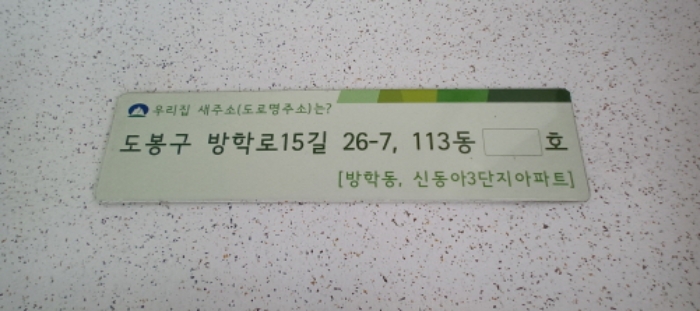 우리집 새주소(도로명주소)는?
도봉구 방학로15길 26-7, 113동 호
[방학동, 신동아3단지아파트]